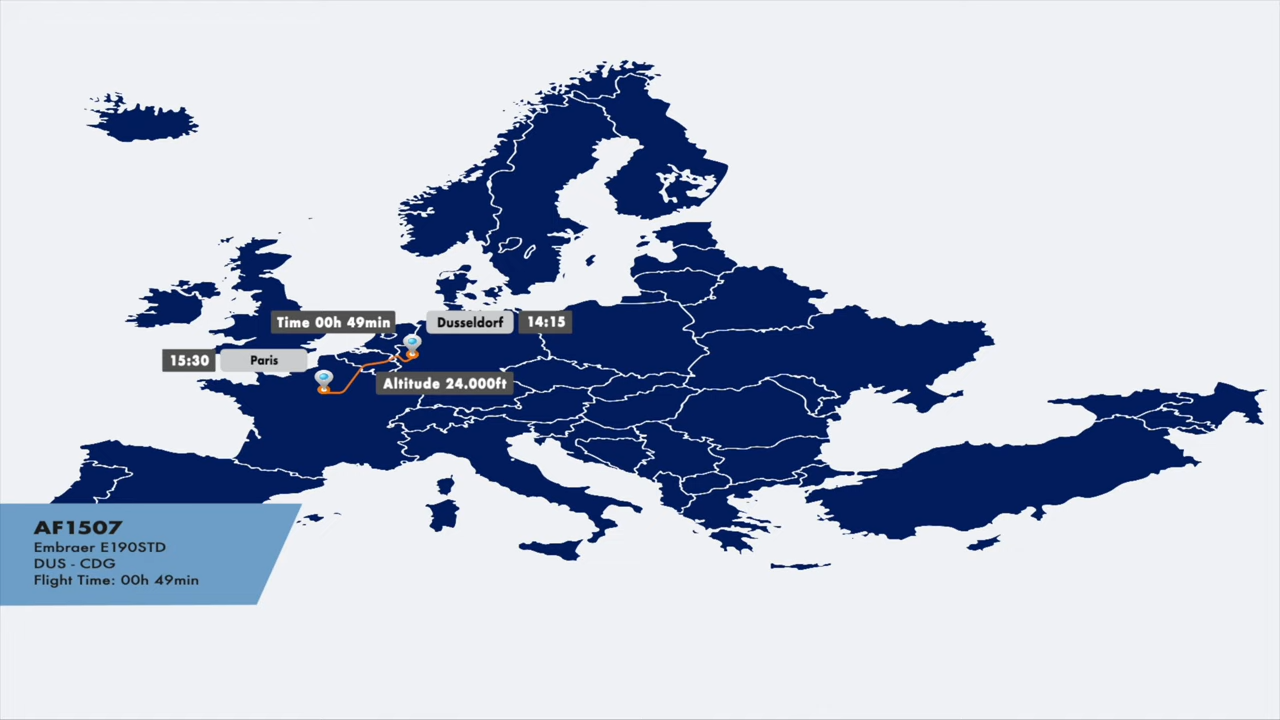 Time 00h 49min
Dusseldorf
14:15
15:30
Paris
Altitude 24.000ft
AF1507
Embraer E190STD
DUS - CDG
Flight Time: 00h 49min